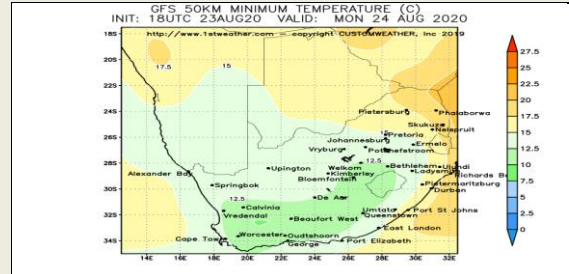 GFS 50KM MINIMUM TEMPERATURE (C)
INIT: 18UTC 23AUG20 VALID: MON 24 AUG 2020
http://www.1stweather.com – copyright CUSTOMWEATHER, Inc 2019
18S
20S
22S
24S
26S
28S
30S
32S
34S
17.5
15
Pietersburg
Phalaborwa
Skukuza
Nelspruit
15
Johannesburg
Pretoria
Ermelo
Vryburg
Potchefstroom
12.5
Welkom
Bethlehem
Ulundi
Upington
Kimberley
Ladysmith
Alexander Bay
Bloemfontein
Richards Ba
Springbok
Pietermaritzburg
Durban
12.5
De Aar
Calvinia
Umtata
Port St Johns
Vredendal
Beaufort West
Queenstown
East London
Cape Town
Worcester
Oudtshoorn
George
Port Elizabeth
14E 16E 18E 20E 22E 24E 26E 28E 30E 32E
27.5
25
22.5
20
17.5
15
12.5
10
7.5
5
2.5
0